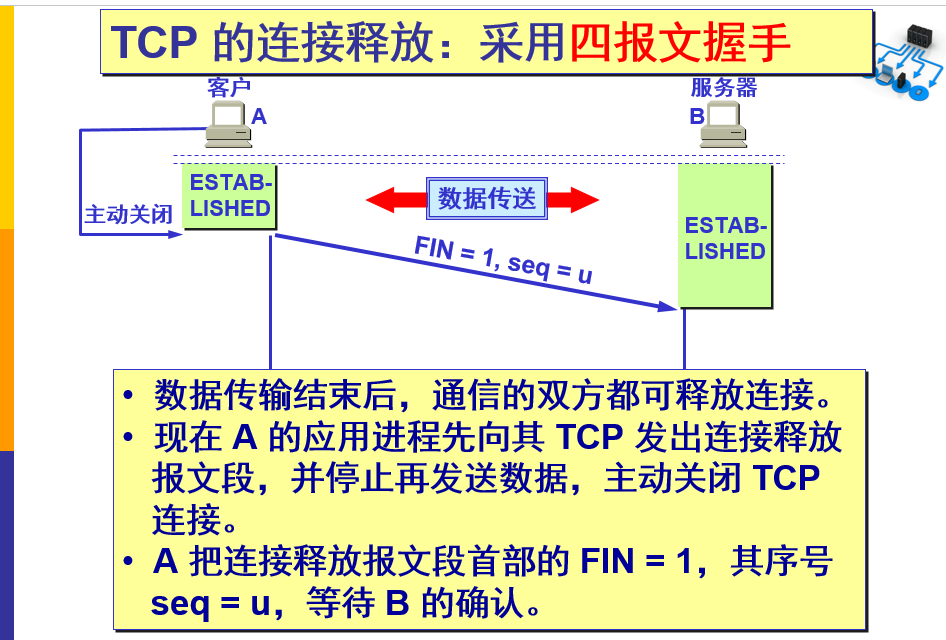 TCP 的连接释放：采用四报文握手
客户
服务器
A
B
ESTAB-
LISHED
数据传送
主动关闭
ESTAB-
LISHED
FIN = 1, seq = u
• 数据传输结束后，通信的双方都可释放连接。
• 现在 A 的应用进程先向其 TCP 发出连接释放
报文段，并停止再发送数据，主动关闭 TCP
连接。
• A 把连接释放报文段首部的 FIN = 1，其序号
seq = u，等待 B 的确认。